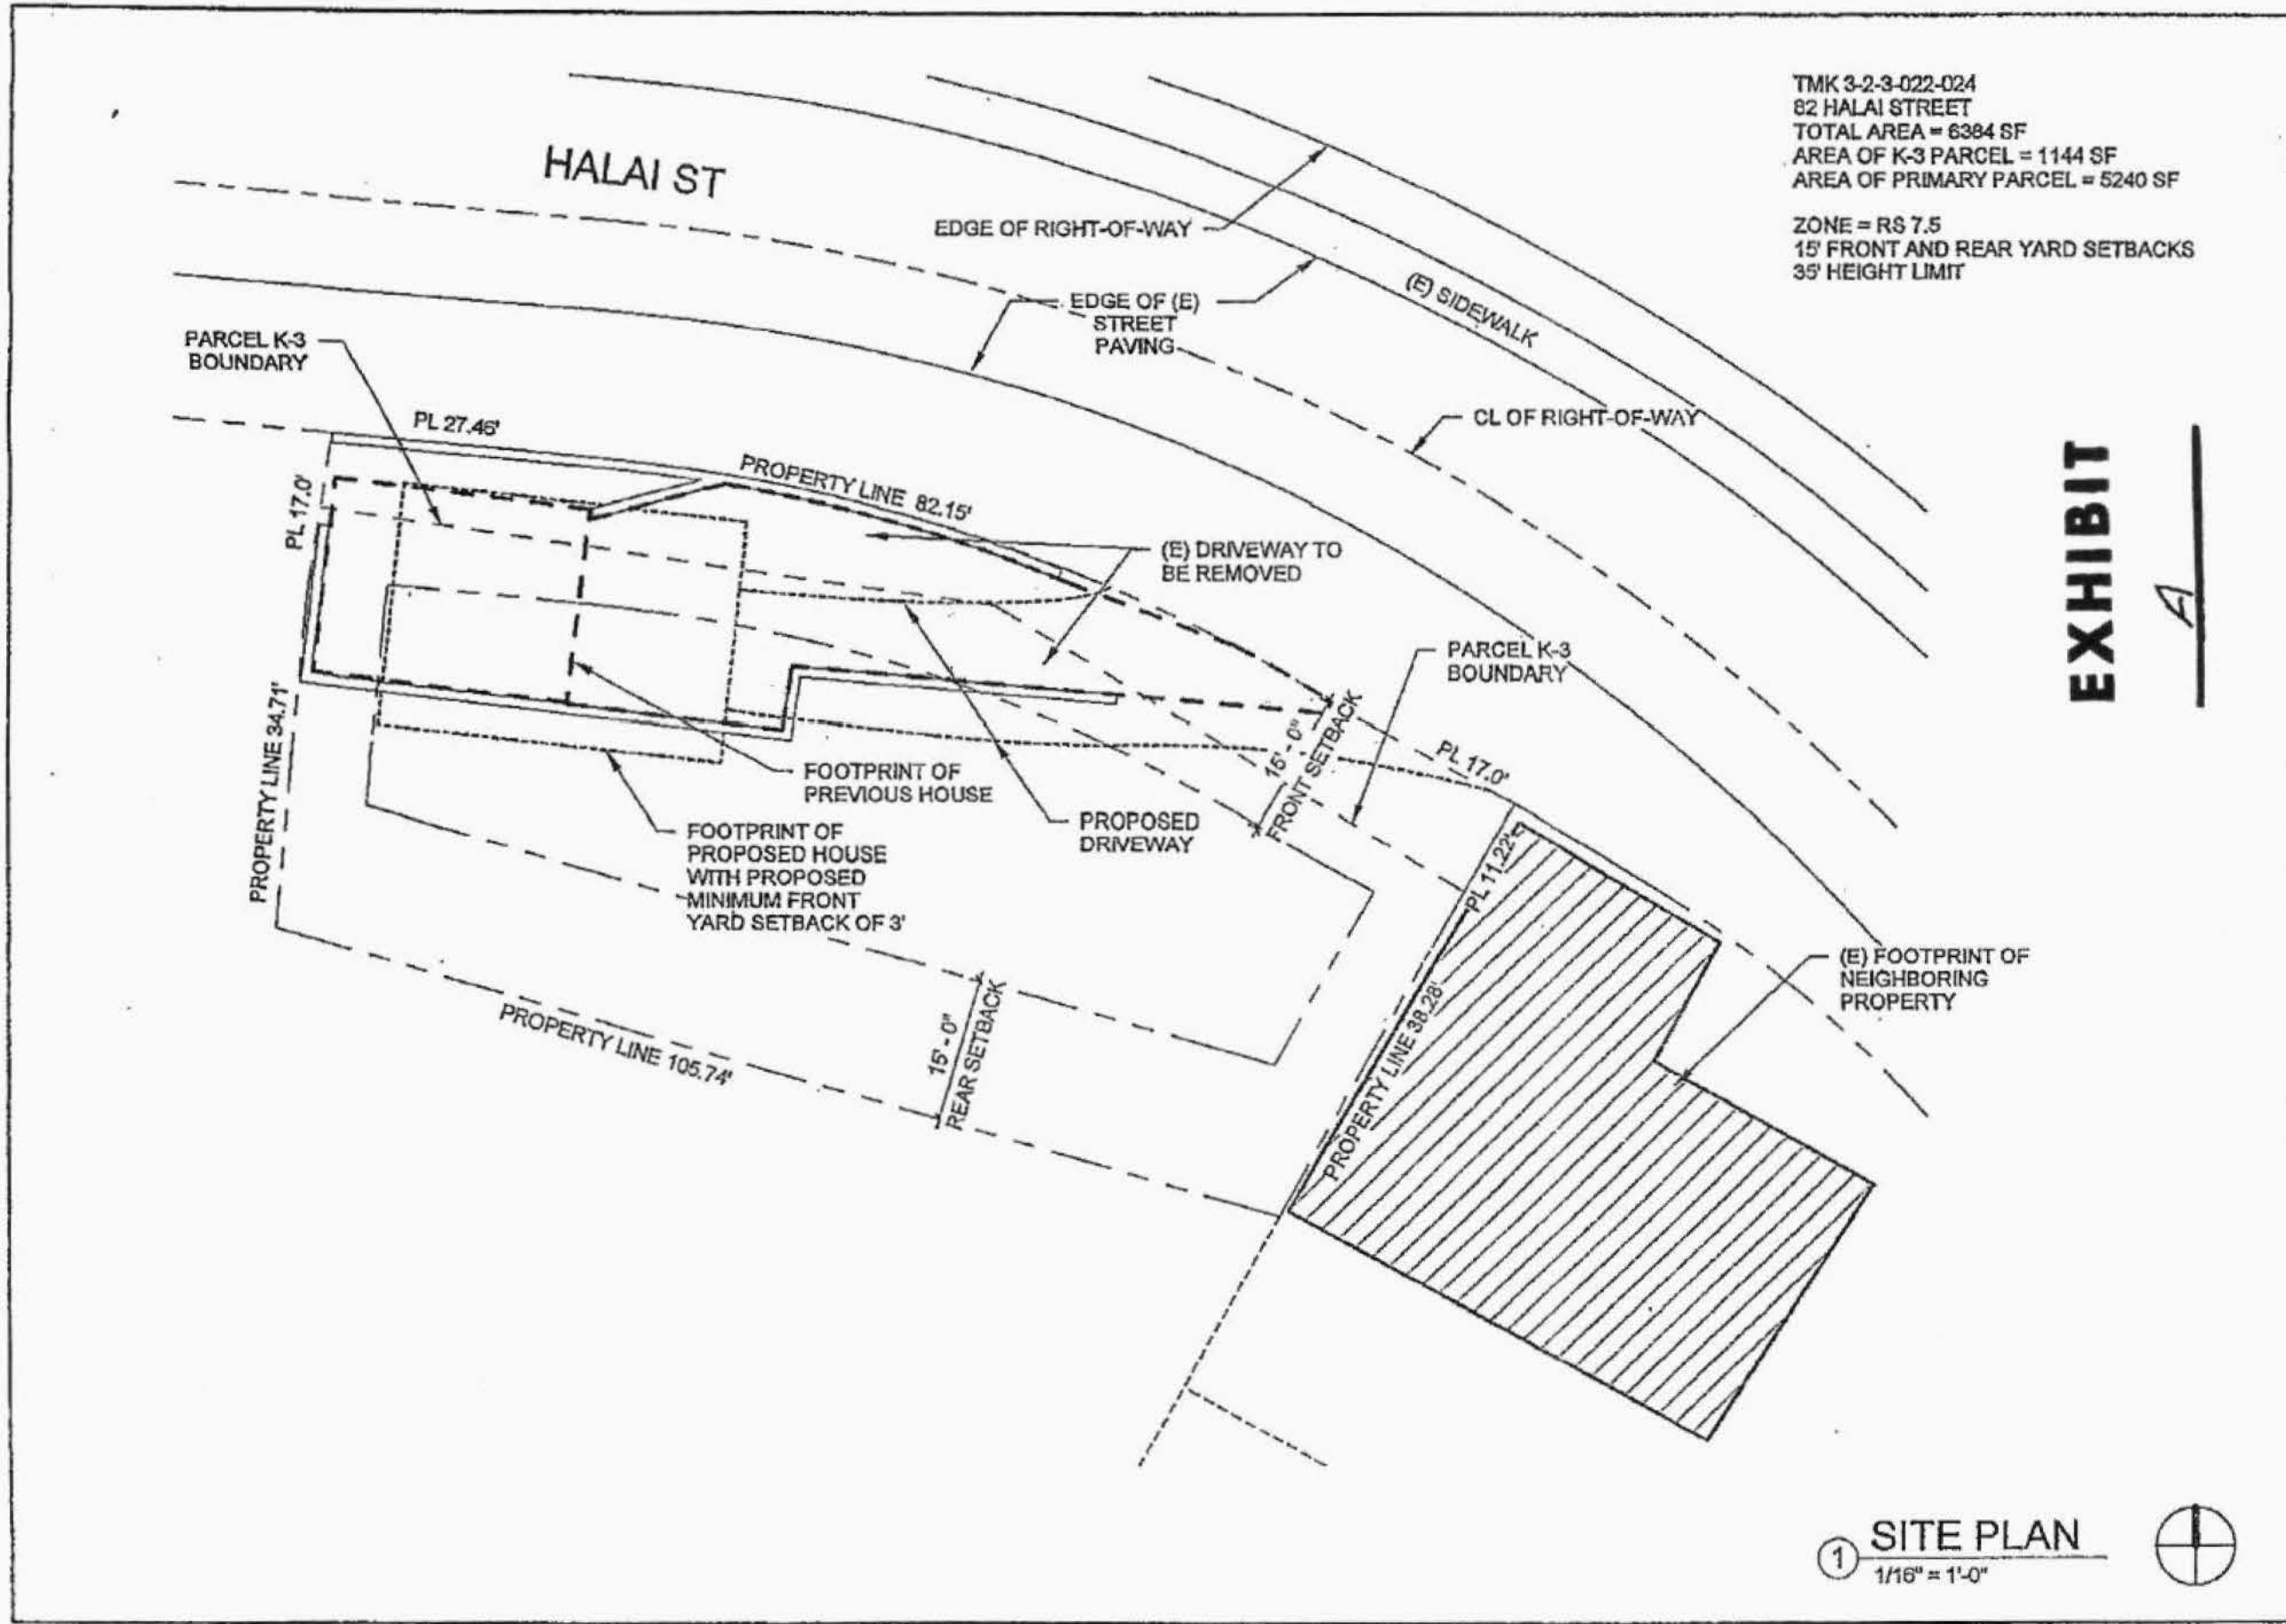 TMK 3-2-3-022-024
82 HALAI STREET
TOTAL AREA = 6384 SF
AREA OF K-3 PARCEL = 1144 SF
AREA OF PRIMARY PARCEL = 5240 SF
ZONE = RS 7.5
15' FRONT AND REAR YARD SETBACKS
35' HEIGHT LIMIT
HALAI ST
EDGE OF RIGHT-OF-WAY
EDGE OF (E)
STREET
PAVING
(E) SIDEWALK
PARCEL K-3
BOUNDARY
CL OF RIGHT-OF-WAY
PL 27.46'
PROPERTY LINE 82.15'
PL 17.0'
(E) DRIVEWAY TO
BE REMOVED
PARCEL K-3
BOUNDARY
15' - 0"
FRONT SETBACK
PL 17.0'
PROPERTY LINE 34.71'
FOOTPRINT OF
PREVIOUS HOUSE
PROPOSED
DRIVEWAY
FOOTPRINT OF
PROPOSED HOUSE
WITH PROPOSED
MINIMUM FRONT
YARD SETBACK OF 3'
PL 11.22'
(E) FOOTPRINT OF
NEIGHBORING
PROPERTY
PROPERTY LINE 105.74'
15' - 0"
REAR SETBACK
PROPERTY LINE 38.28'
EXHIBIT
A
1
SITE PLAN
1/16" = 1'-0"